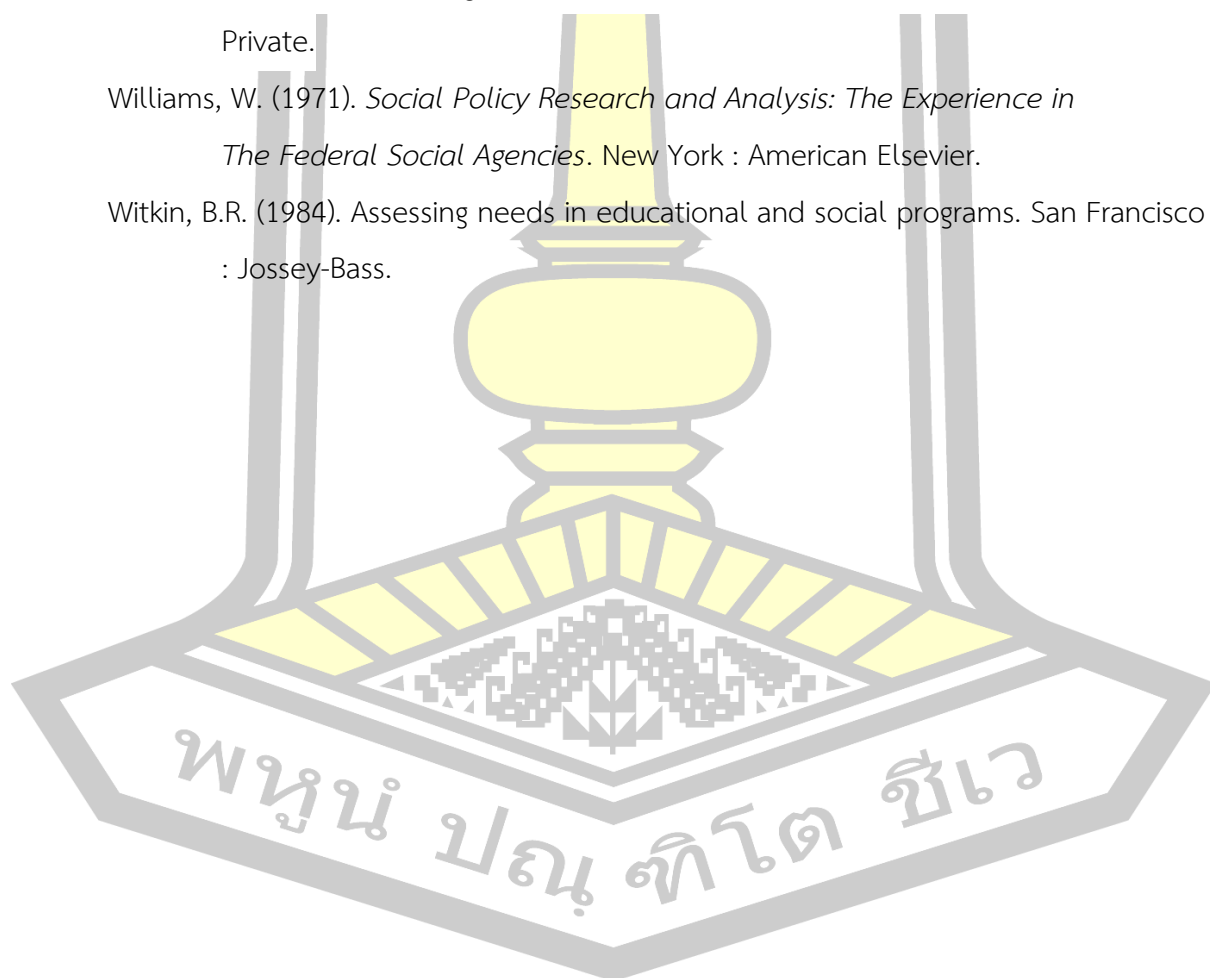 Private.
Williams, W. (1971). Social Policy Research and Analysis: The Experience in
The Federal Social Agencies. New York : American Elsevier.
Witkin, B.R. (1984). Assessing needs in educational and social programs. San Francisco
: Jossey-Bass.
พหูนํ ปณฺฑิโต ชีเว